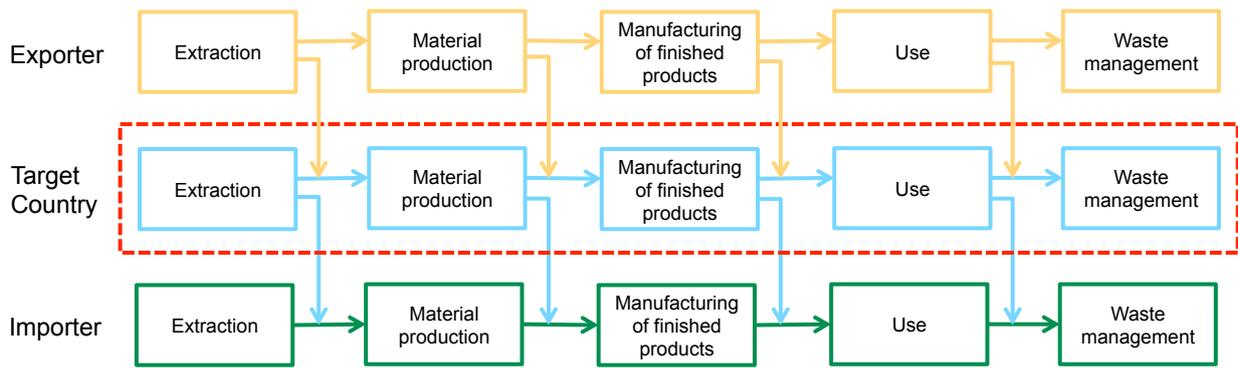 Exporter
Extraction
Material
production
Manufacturing
of finished
products
Use
Waste
management
Target
Country
Extraction
Material
production
Manufacturing
of finished
products
Use
Waste
management
Importer
Extraction
Material
production
Manufacturing
of finished
products
Use
Waste
management